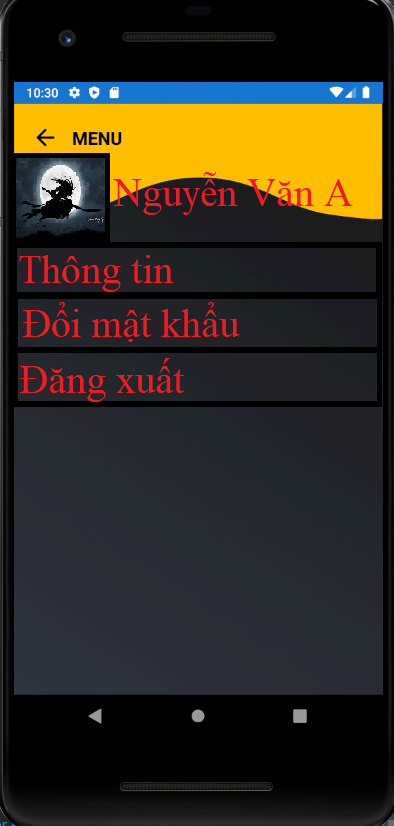 10:30
MENU
Nguyễn Văn A
Thông tin
Đổi mật khẩu
Đăng xuất